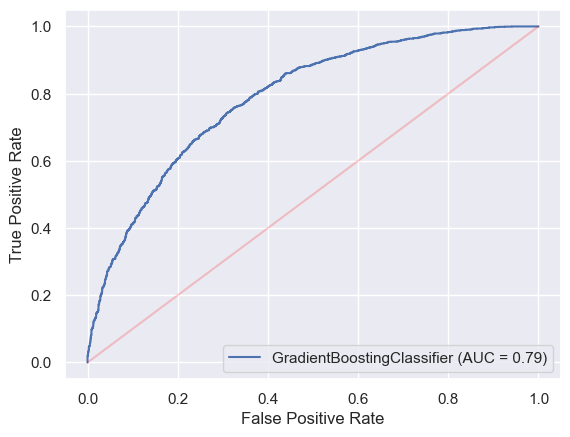 1.0
0.8
0.6
0.4
0.2
0.0
True Positive Rate
GradientBoostingClassifier (AUC = 0.79)
0.0 0.2 0.4 0.6 0.8 1.0
False Positive Rate